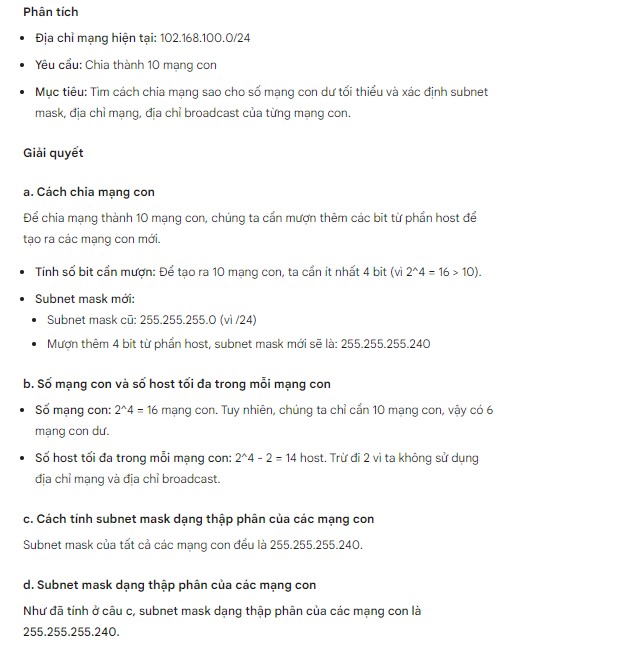 Phân tích
• Địa chỉ mạng hiện tại: 102.168.100.0/24
• Yêu cầu: Chia thành 10 mạng con
• Mục tiêu: Tìm cách chia mạng sao cho số mạng con dư tối thiểu và xác định subnet
mask, địa chỉ mạng, địa chỉ broadcast của từng mạng con.
Giải quyết
a. Cách chia mạng con
Để chia mạng thành 10 mạng con, chúng ta cần mượn thêm các bit từ phần host để
tạo ra các mạng con mới.
• Tính số bit cần mượn: Để tạo ra 10 mạng con, ta cần ít nhất 4 bit (vì 2^4 = 16 > 10).
• Subnet mask mới:
• Subnet mask cũ: 255.255.255.0 (vì /24)
• Mượn thêm 4 bit từ phần host, subnet mask mới sẽ là: 255.255.255.240
b. Số mạng con và số host tối đa trong mỗi mạng con
• Số mạng con: 2^4 = 16 mạng con. Tuy nhiên, chúng ta chỉ cần 10 mạng con, vậy có 6
mạng con dư.
• Số host tối đa trong mỗi mạng con: 2^4 - 2 = 14 host. Trừ đi 2 vì ta không sử dụng
địa chỉ mạng và địa chỉ broadcast.
c. Cách tính subnet mask dạng thập phân của các mạng con
Subnet mask của tất cả các mạng con đều là 255.255.255.240.
d. Subnet mask dạng thập phân của các mạng con
Như đã tính ở câu c, subnet mask dạng thập phân của các mạng con là
255.255.255.240.